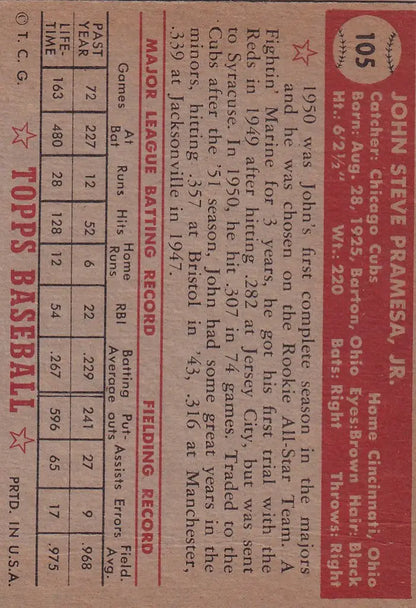 105
JOHN STEVE PRAMESA, JR.
Catcher: Chicago Cubs Home Cincinnati, Ohio
Born: Aug. 28, 1925, Barton, Ohio Eyes: Brown Hair: Black
Ht.: 6'2½" Wt.: 220 Bats: Right Throws: Right
1950 was John's first complete season in the majors
and he was chosen on the Rookie All-Star Team. A
Fightin' Marine for 3 years, he got his first trial with the
Reds in 1949 after hitting .282 at Jersey City, but was sent
to Syracuse. In 1950, he hit .307 in 74 games. Traded to the
Cubs after the '51 season, John had some great years in the
minors, hitting .357 at Bristol in '43, .316 at Manchester,
.339 at Jacksonville in 1947.
MAJOR LEAGUE BATTING RECORD FIELDING RECORD
Games At Bat Runs Hits Home Runs RBI Batting Average Put-outs Assists Errors Field. Avg.
PAST YEAR 72 227 12 52 6 22 .229 241 27 9 .968
LIFE-TIME 163 480 28 128 12 54 .267 596 65 17 .975
© T. C. G. TOPPS BASEBALL PRTD. IN U.S.A.